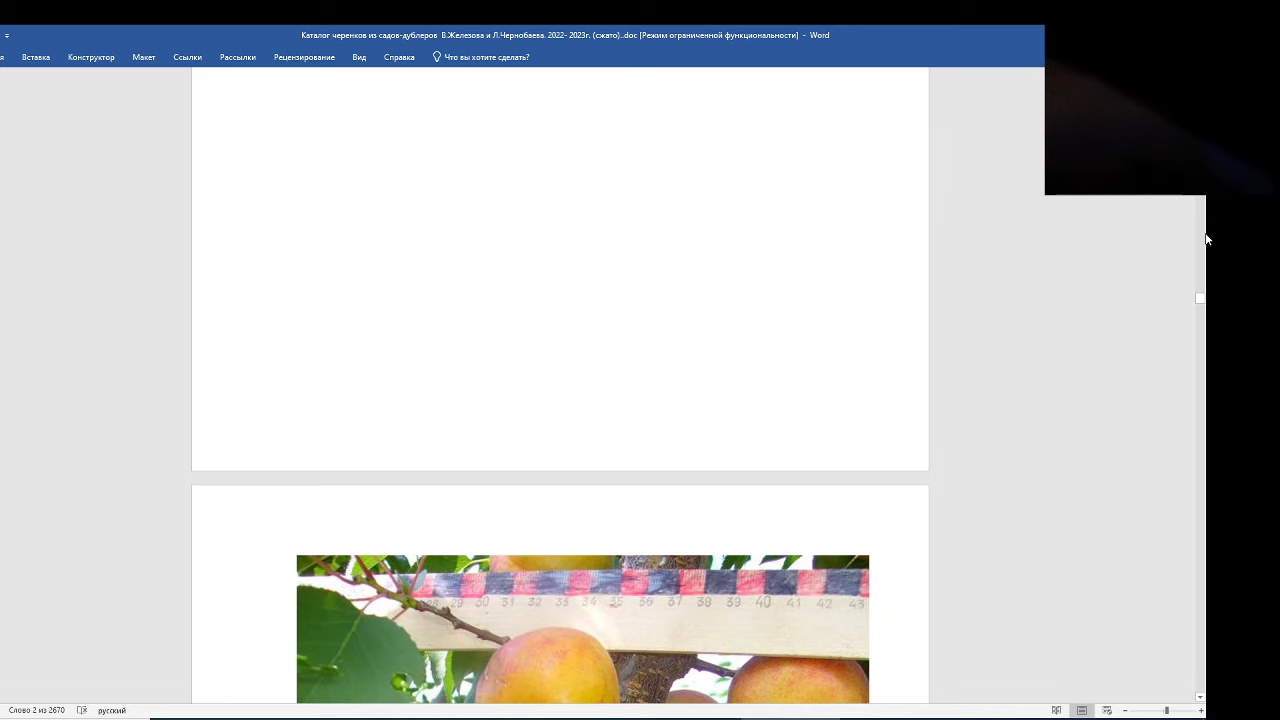 Каталог черенков из садов-дублеров В.Железова и Л.Чернобаева. 2022- 2023г. (сжато)..doc [Режим ограниченной функциональности] - Word
я Вставка Конструктор Макет Ссылки Рассылки Рецензирование Вид Справка Что вы хотите сделать?
28 29 30 31 32 33 34 35 36 37 38 39 40 41 42 43
Слово 2 из 2670 русский